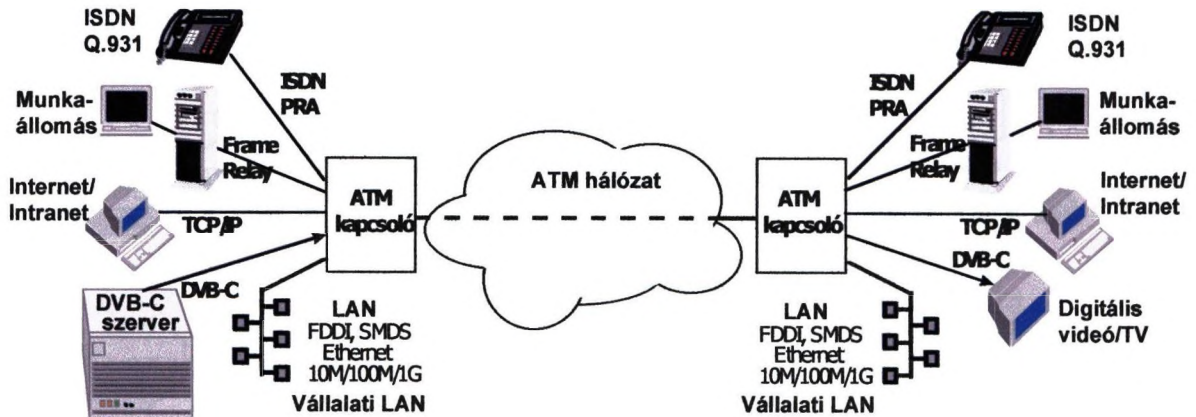 ISDN
Q.931
ISDN
PRA
Munka-
állomás
Frame
Relay
Internet/
Intranet
TCP/IP
ATM
kapcsoló
DVB-C
DVB-C
szerver
LAN
FDDI, SMDS
Ethernet
10M/100M/1G
Vállalati LAN
ATM hálózat
ISDN
Q.931
ISDN
PRA
Munka-
állomás
Frame
Relay
Internet/
Intranet
TCP/IP
ATM
kapcsoló
DVB-C
Digitális
videó/TV
LAN
FDDI, SMDS
Ethernet
10M/100M/1G
Vállalati LAN